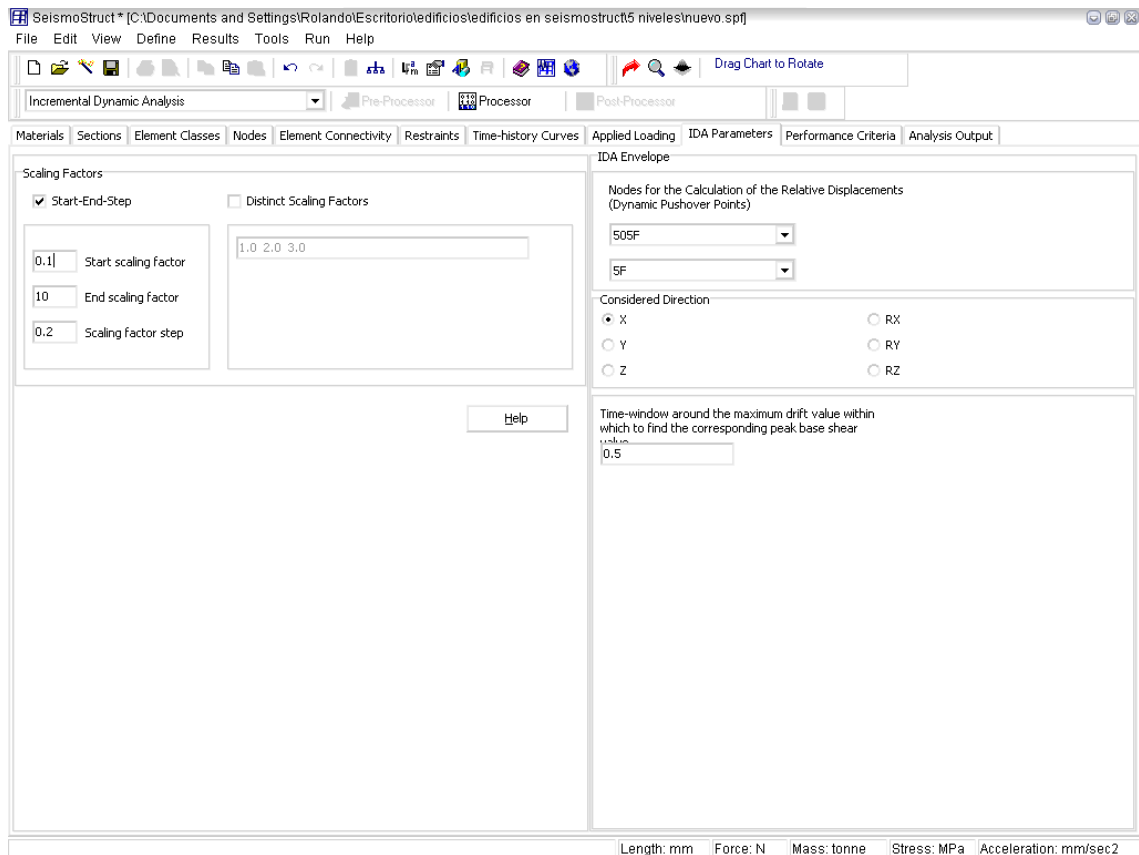 SeismoStruct * [C:\Documents and Settings\Rolando\Escritorio\edificios\edificios en seismostruct\5 niveles\nuevo.spf]
File Edit View Define Results Tools Run Help
Drag Chart to Rotate
Incremental Dynamic Analysis Pre-Processor Processor Post-Processor
Materials Sections Element Classes Nodes Element Connectivity Restraints Time-history Curves Applied Loading IDA Parameters Performance Criteria Analysis Output
Scaling Factors
Start-End-Step
Distinct Scaling Factors
0.1 Start scaling factor
10 End scaling factor
0.2 Scaling factor step
1.0 2.0 3.0
Help
IDA Envelope
Nodes for the Calculation of the Relative Displacements
(Dynamic Pushover Points)
505F
5F
Considered Direction
X RX
Y RY
Z RZ
Time-window around the maximum drift value within
which to find the corresponding peak base shear
value
0.5
Length: mm Force: N Mass: tonne Stress: MPa Acceleration: mm/sec2